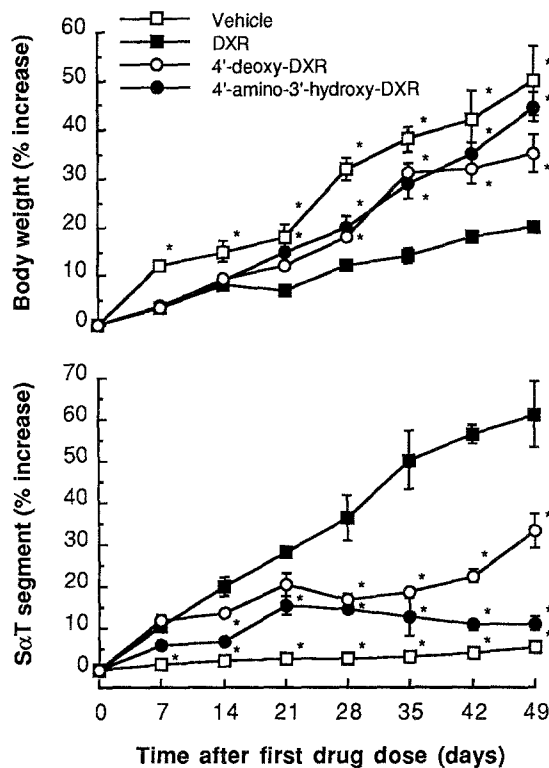 Vehicle
DXR
4'-deoxy-DXR
4'-amino-3'-hydroxy-DXR
Body weight (% increase)
60
50
40
30
20
10
0
* * * * * * * * * * * * * * *
SαT segment (% increase)
70
60
50
40
30
20
10
0
* * * * * * * * * * * * * * * * * *
0 7 14 21 28 35 42 49
Time after first drug dose (days)